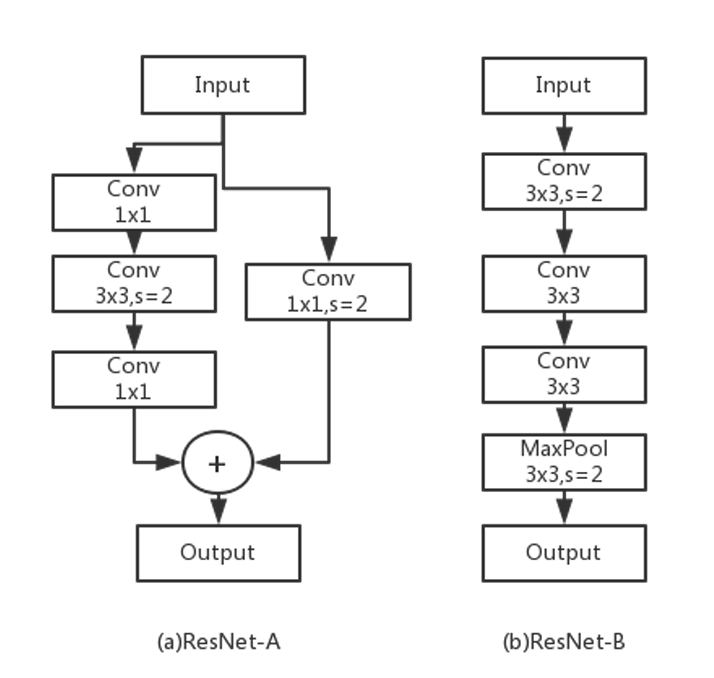 Input
Conv
1x1
Conv
3x3,s=2
Conv
1x1
Conv
1x1,s=2
+
Output
(a)ResNet-A
Input
Conv
3x3,s=2
Conv
3x3
Conv
3x3
MaxPool
3x3,s=2
Output
(b)ResNet-B